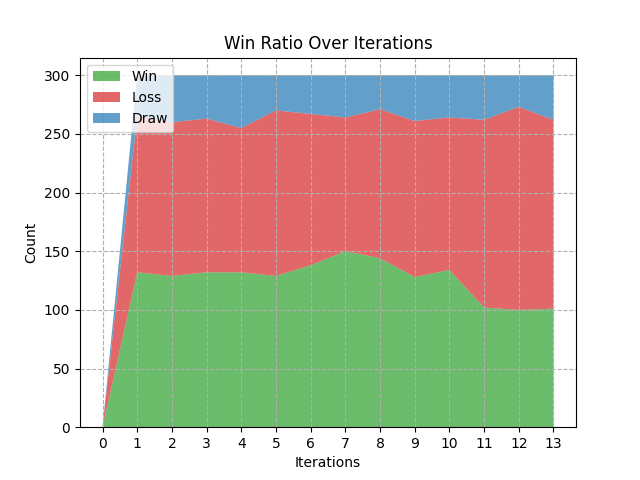 Win Ratio Over Iterations
Win
Loss
Draw
300
250
200
150
100
50
0
Count
0 1 2 3 4 5 6 7 8 9 10 11 12 13
Iterations